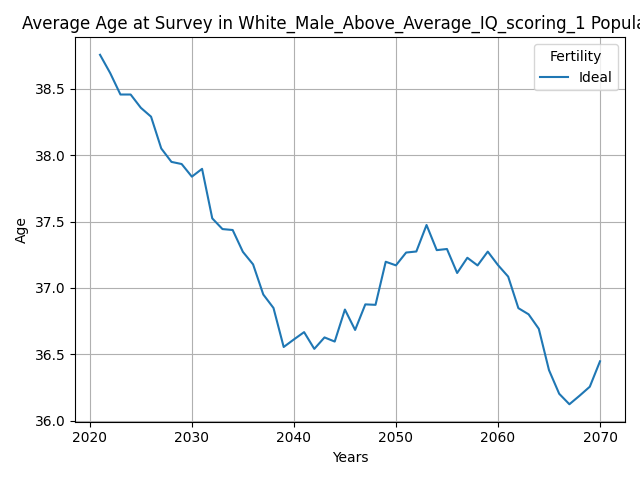 Average Age at Survey in White_Male_Above_Average_IQ_scoring_1 Popula
Fertility
Ideal
38.5
38.0
37.5
37.0
36.5
36.0
Age
2020 2030 2040 2050 2060 2070
Years